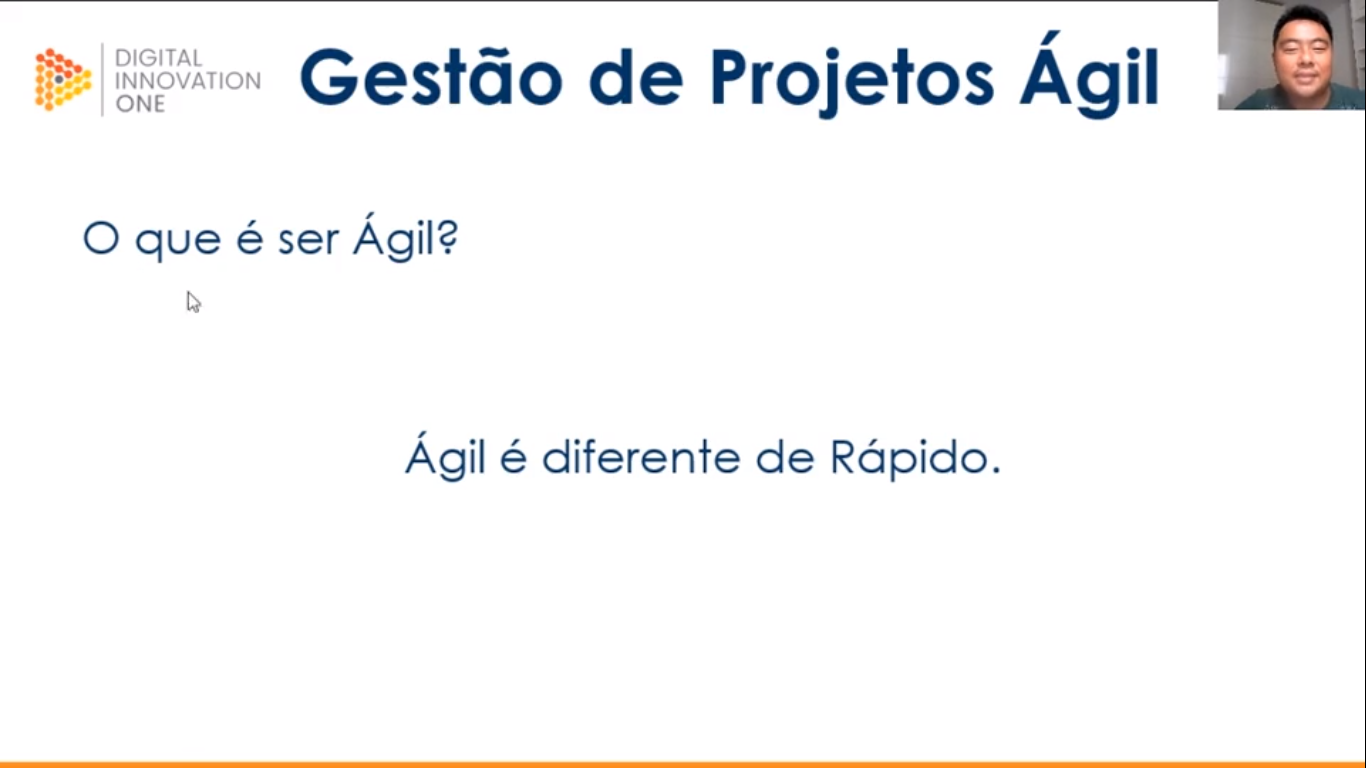 DIGITAL
INNOVATION
ONE
Gestão de Projetos Ágil
O que é ser Ágil?
Ágil é diferente de Rápido.